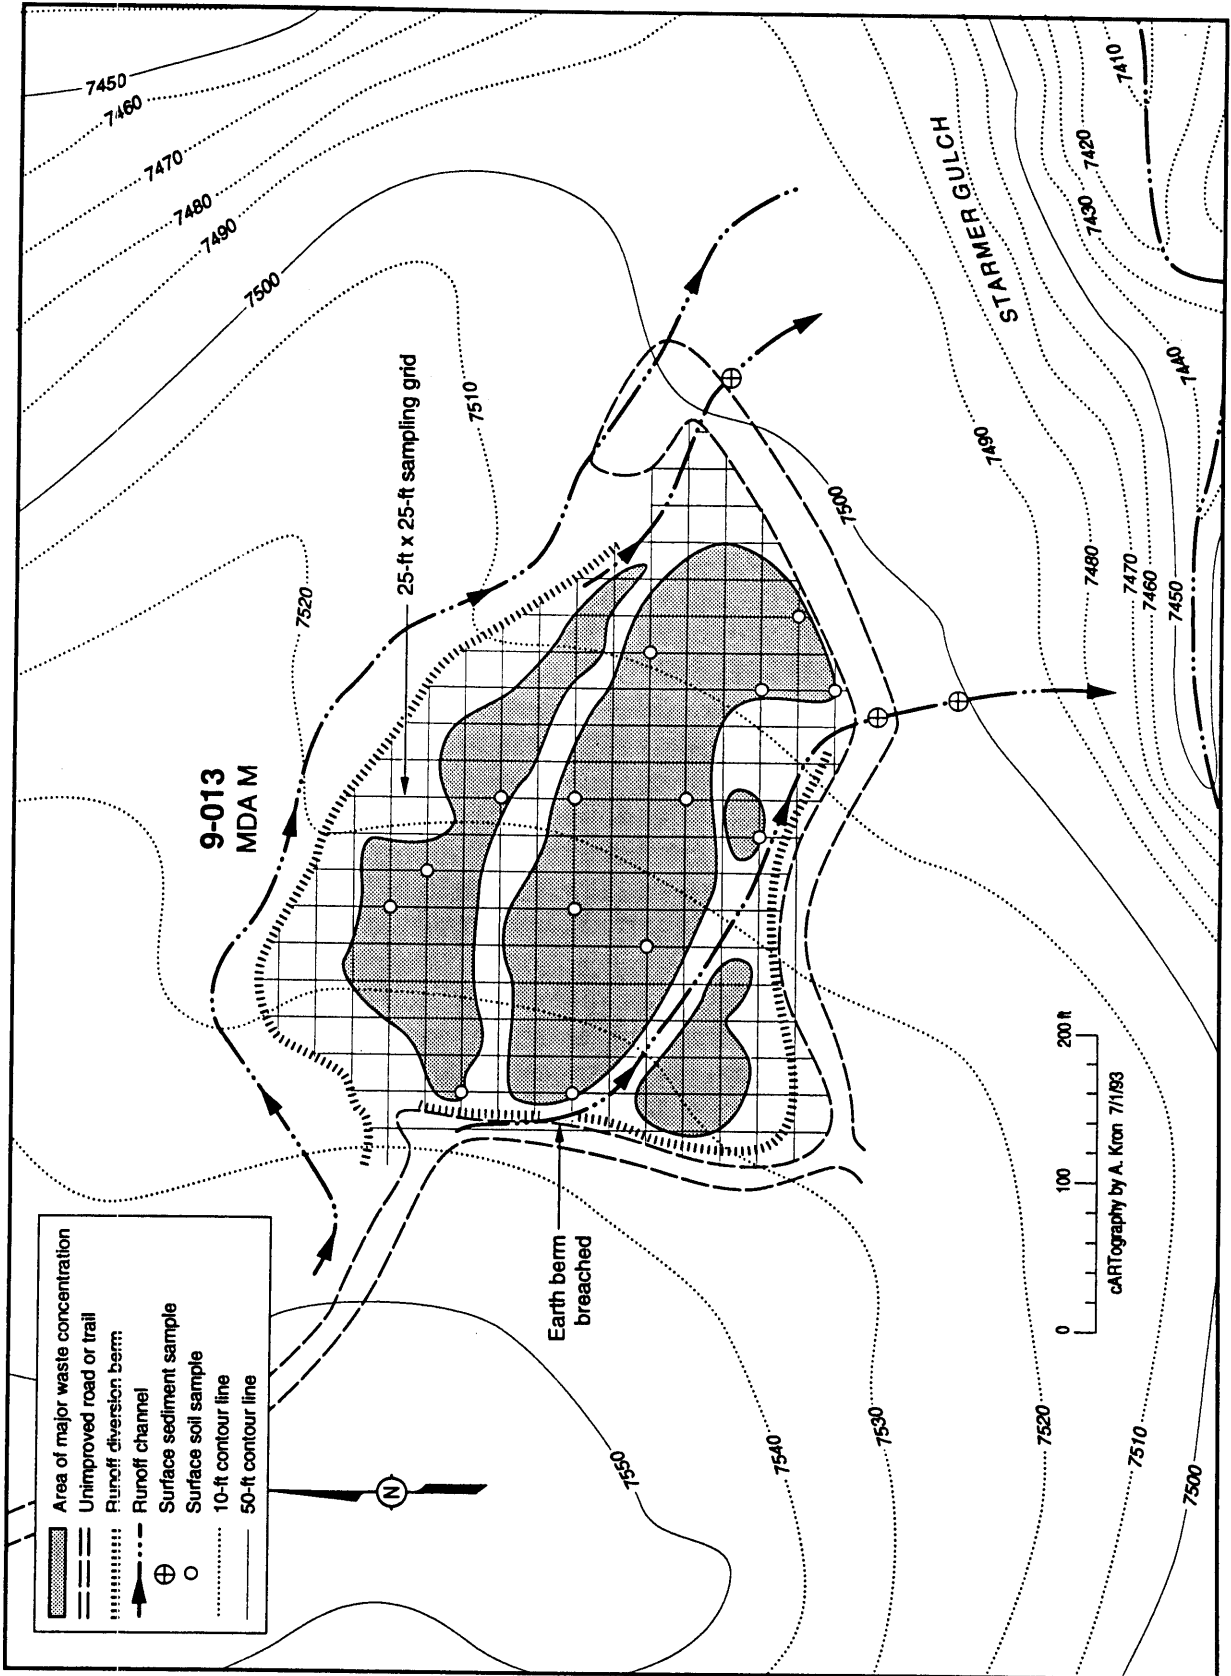 Area of major waste concentration
Unimproved road or trail
Runoff diversion berm
Runoff channel
Surface sediment sample
Surface soil sample
10-ft contour line
50-ft contour line
N
9-013
MDA M
25-ft x 25-ft sampling grid
Earth berm
breached
STARMER GULCH
7450
7460
7470
7480
7490
7500
7510
7520
7410
7420
7430
7440
7490
7500
7480
7470
7460
7450
7550
7540
7530
7520
7510
7500
0
100
200 ft
cARTography by A. Kron 7/1/93